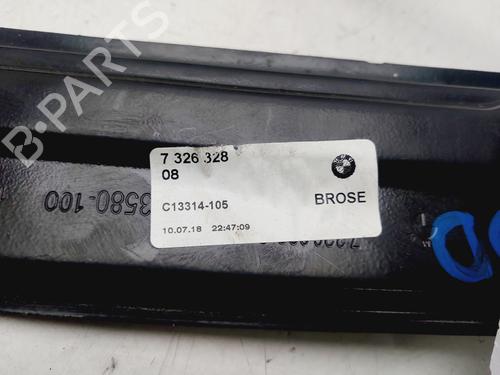 B-PARTS
7 326 328
08
C13314-105
BROSE
10.07.18 22:47:09
3580-100